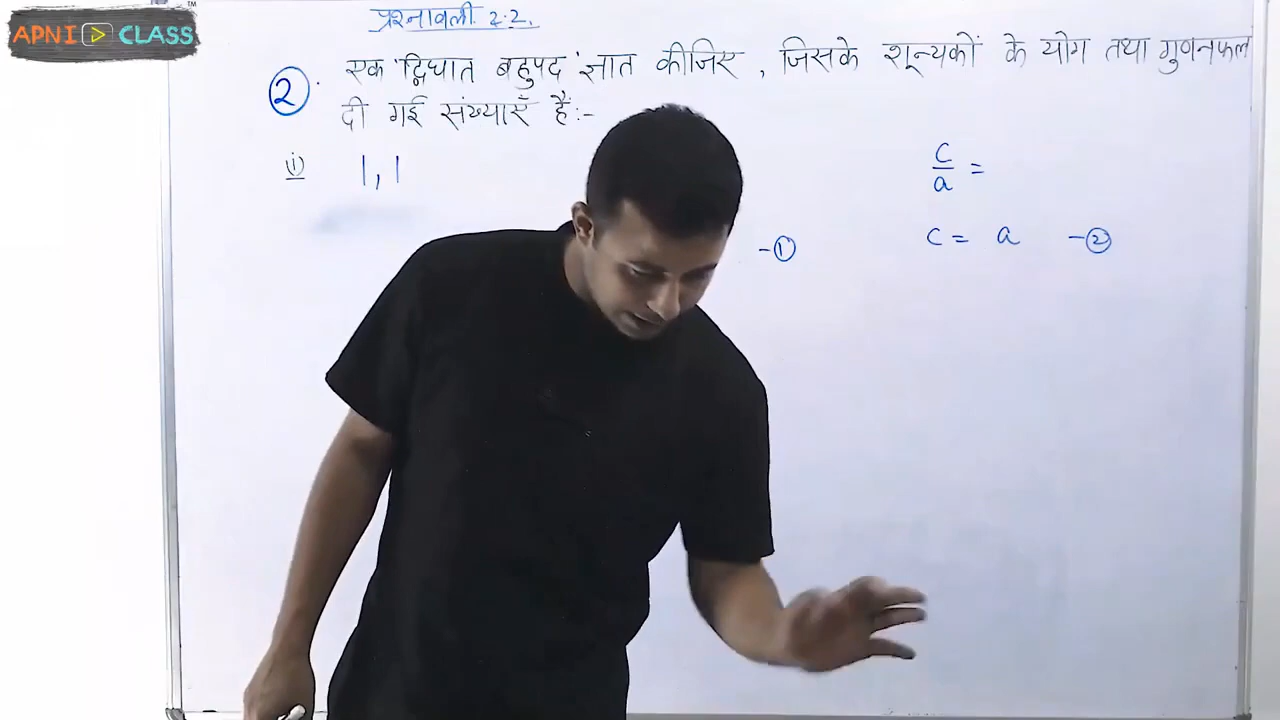 APNI CLASS
TM
प्रश्नावली 2.2.
2. एक द्विघात बहुपद ज्ञात कीजिए, जिसके शून्यकों के योग तथा गुणनफल
दी गई संख्याएँ हैं:-
(i) 1, 1
c/a =
-①
c = a -②